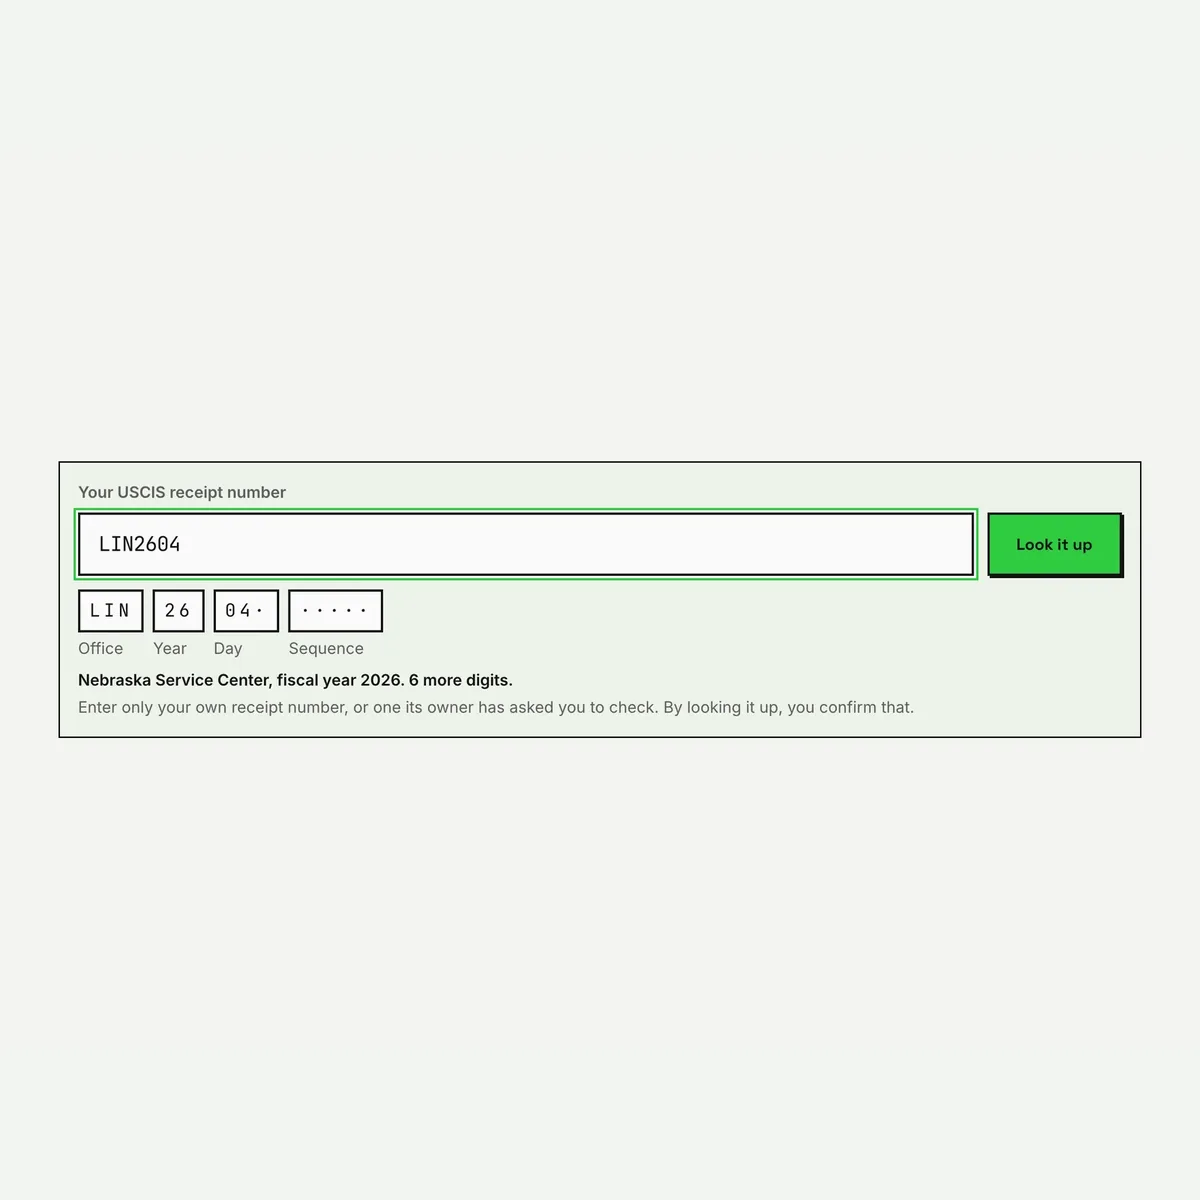 Your USCIS receipt number
LIN2604
Look it up
LIN 26 04· ·····
Office Year Day Sequence
Nebraska Service Center, fiscal year 2026. 6 more digits.
Enter only your own receipt number, or one its owner has asked you to check. By looking it up, you confirm that.